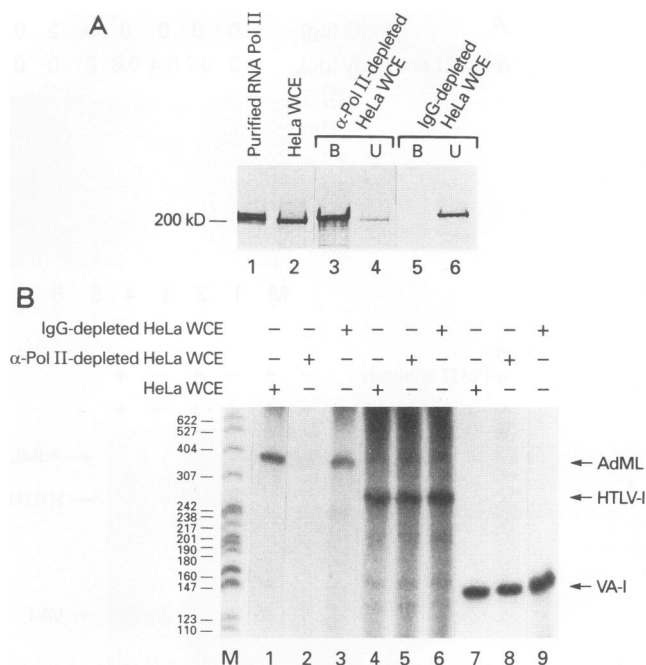 A
Purified RNA Pol II
HeLa WCE
α-Pol II-depleted
HeLa WCE
IgG-depleted
HeLa WCE
B U B U
200 kD —
1 2 3 4 5 6
B
IgG-depleted HeLa WCE − − + − − + − − +
α-Pol II-depleted HeLa WCE − + − − + − − + −
HeLa WCE + − − + − − + − −
622
527
404
307
242
238
217
201
190
180
160
147
123
110
← AdML
← HTLV-I
← VA-I
M 1 2 3 4 5 6 7 8 9